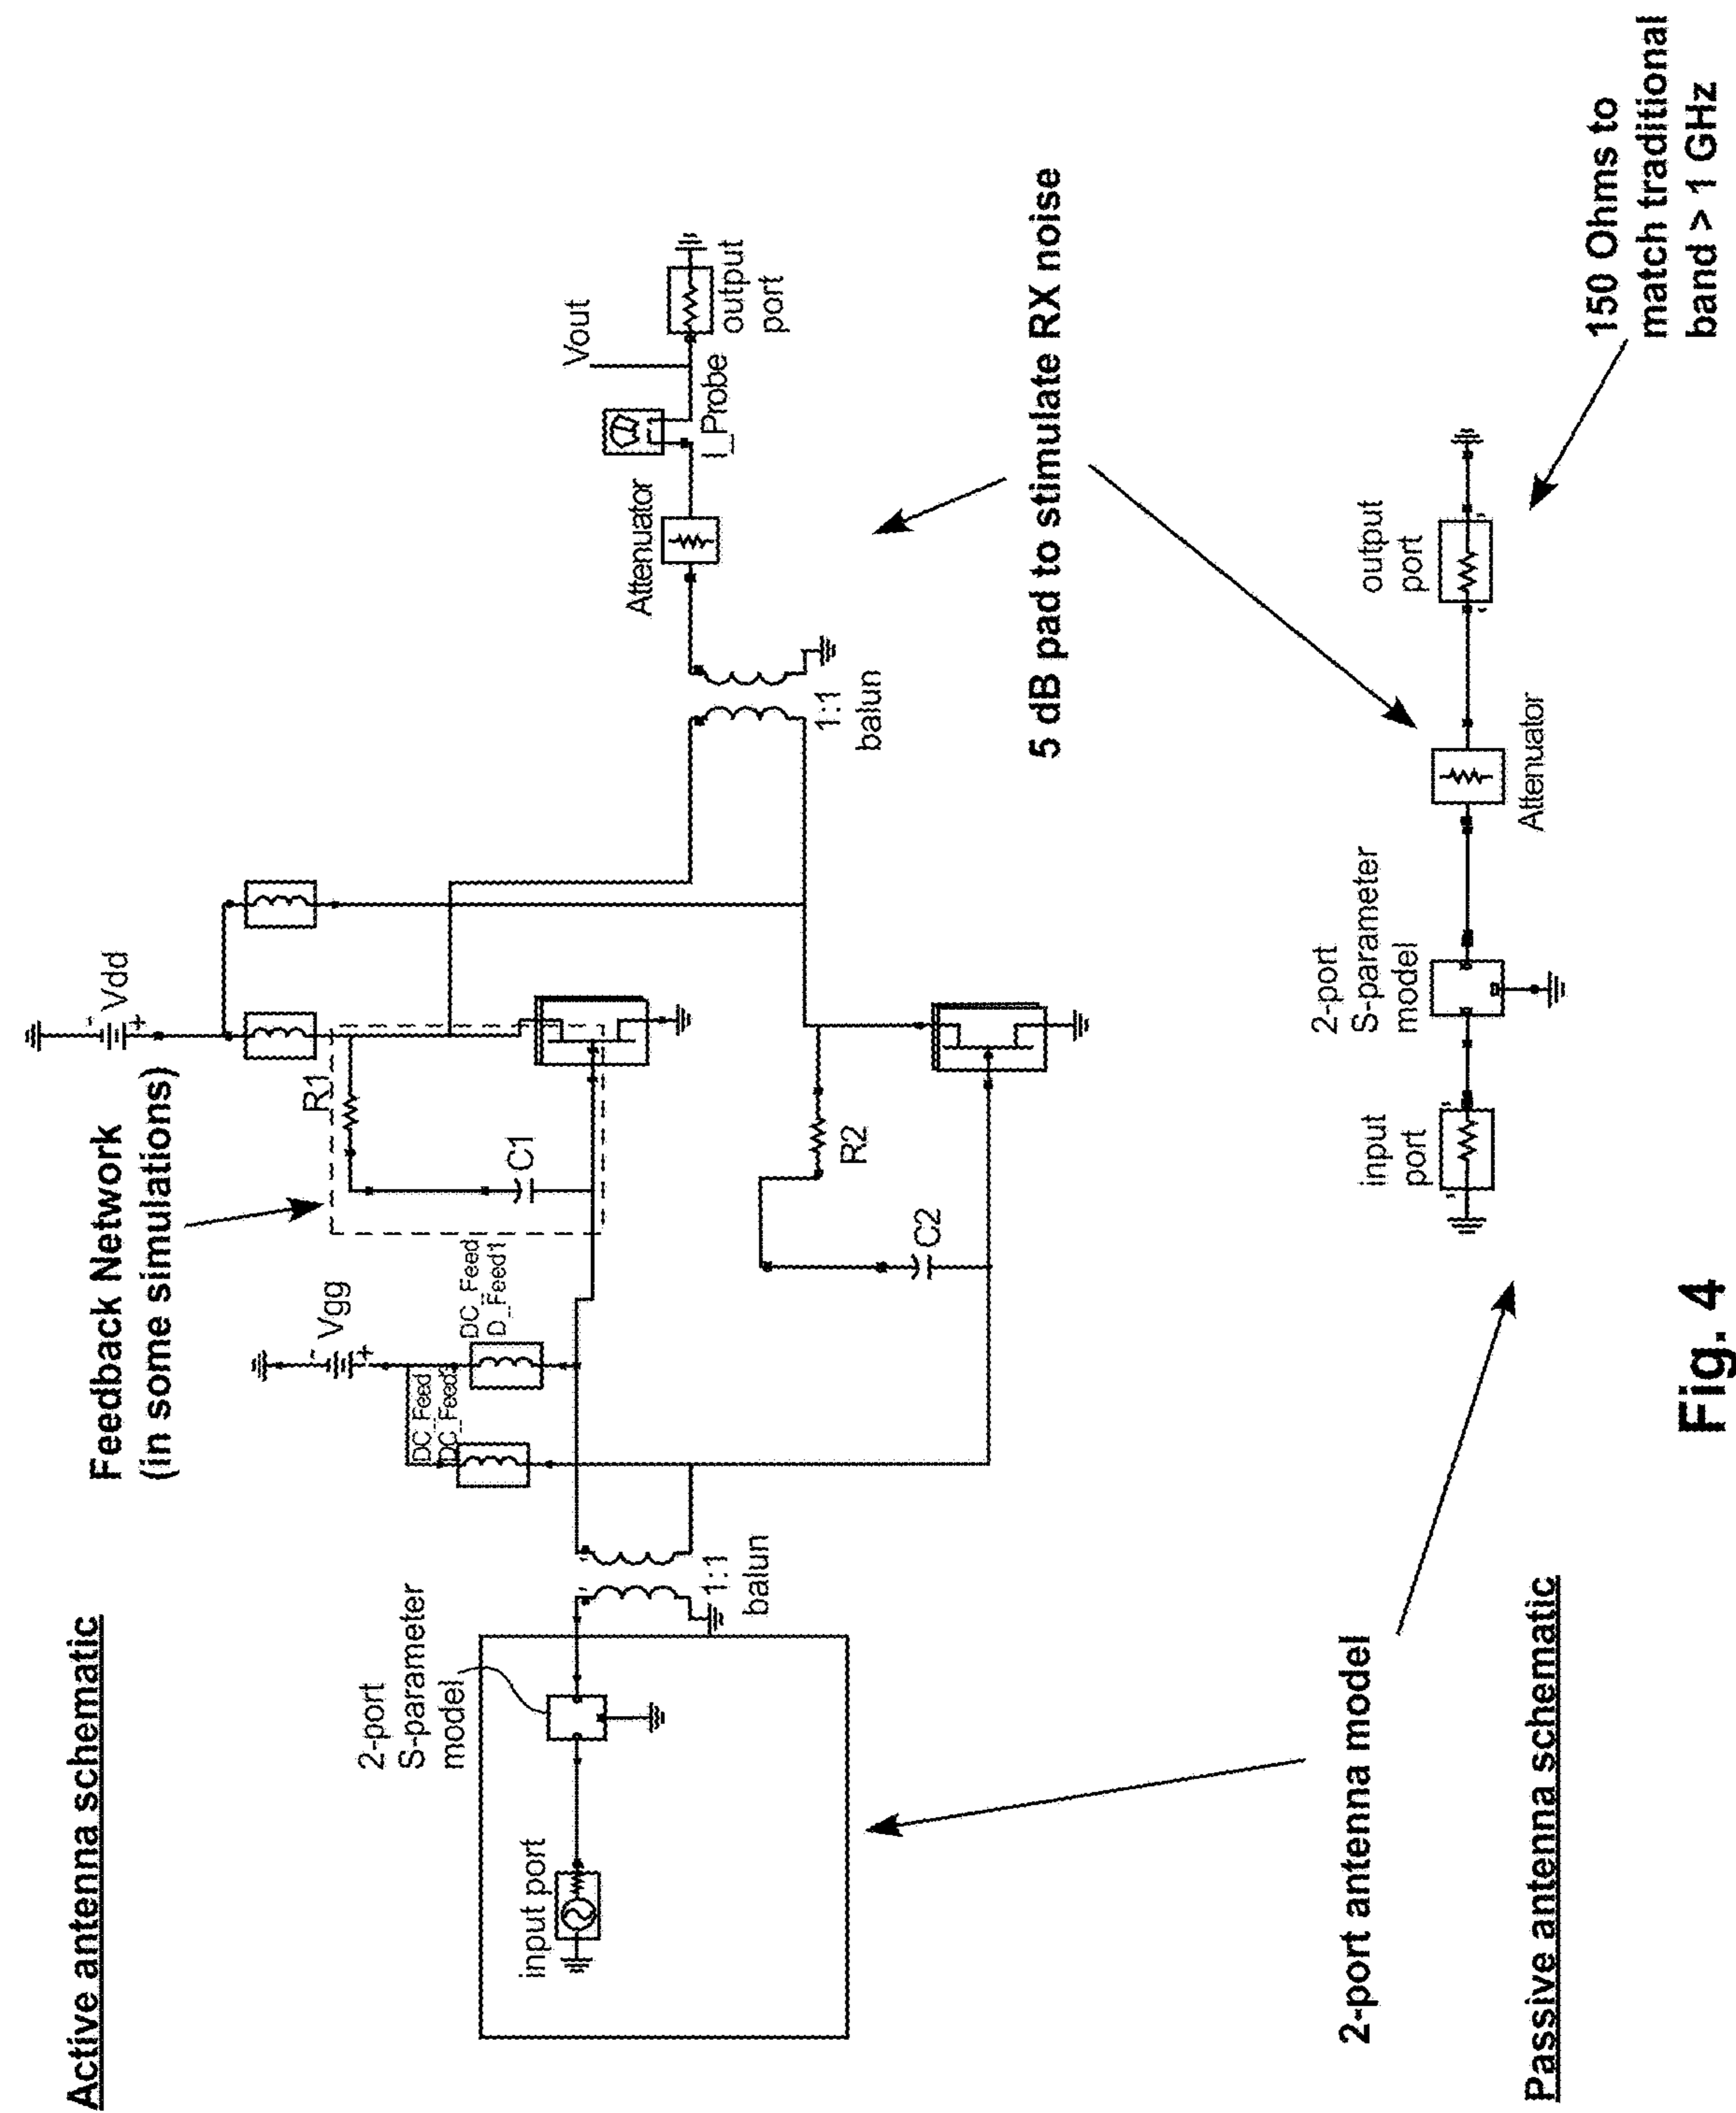 Active antenna schematic
Feedback Network
(in some simulations)
Vdd
-
+
Vgg
-
+
R1
C1
DC_Feed
D_Feed1
DC_Feed
DC_Feed
2-port
S-parameter
model
input port
1:1
balun
R2
C2
1:1
balun
Attenuator
I_Probe
Vout
output
port
5 dB pad to stimulate RX noise
2-port antenna model
Passive antenna schematic
input
port
2-port
S-parameter
model
Attenuator
output
port
150 Ohms to
match traditional
band > 1 GHz
Fig. 4